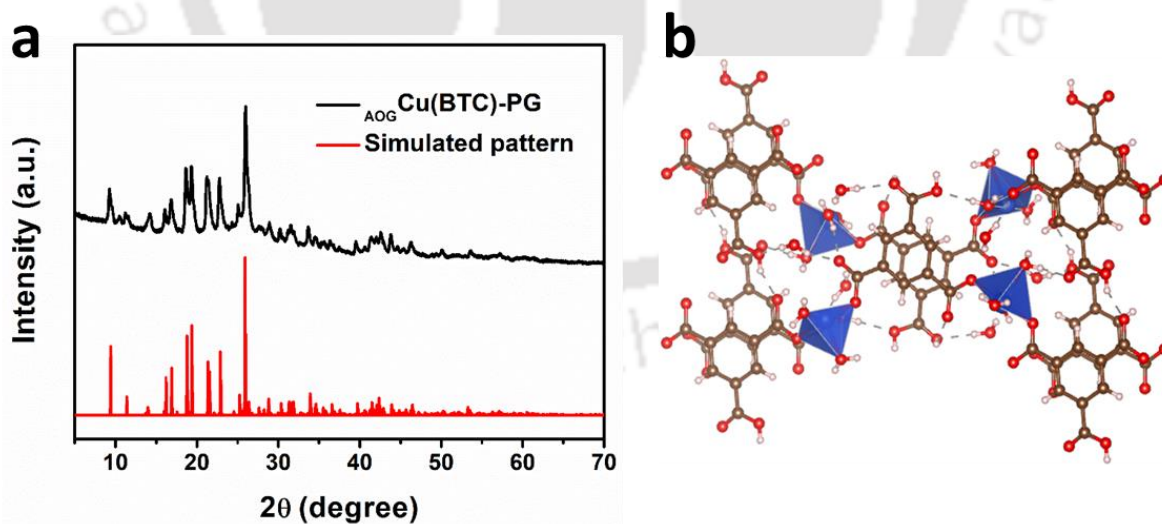 a
b
AOGCu(BTC)-PG
Simulated pattern
Intensity (a.u.)
10 20 30 40 50 60 70
2θ (degree)